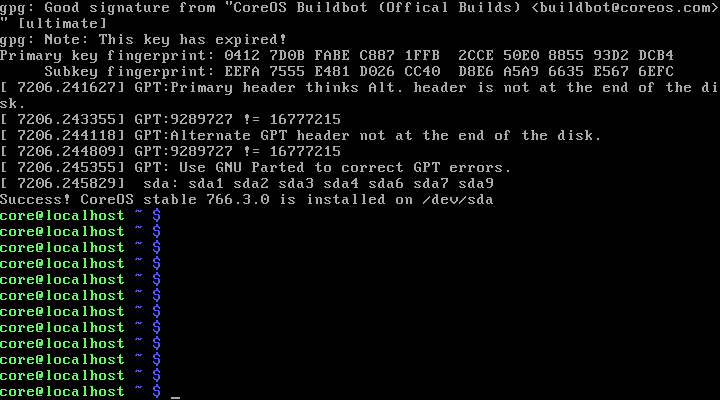 gpg: Good signature from "CoreOS Buildbot (Offical Builds) <buildbot@coreos.com>
" [ultimate]
gpg: Note: This key has expired!
Primary key fingerprint: 0412 7D0B FABE C887 1FFB  2CCE 50E0 8855 93D2 DCB4
     Subkey fingerprint: EEFA 7555 E481 D026 CC40  D8E6 A5A9 6635 E567 6EFC
[ 7206.241627] GPT:Primary header thinks Alt. header is not at the end of the di
sk.
[ 7206.243355] GPT:9289727 != 16777215
[ 7206.244118] GPT:Alternate GPT header not at the end of the disk.
[ 7206.244809] GPT:9289727 != 16777215
[ 7206.245355] GPT: Use GNU Parted to correct GPT errors.
[ 7206.245829]  sda: sda1 sda2 sda3 sda4 sda6 sda7 sda9
Success! CoreOS stable 766.3.0 is installed on /dev/sda
core@localhost ~ $
core@localhost ~ $
core@localhost ~ $
core@localhost ~ $
core@localhost ~ $
core@localhost ~ $
core@localhost ~ $
core@localhost ~ $
core@localhost ~ $
core@localhost ~ $
core@localhost ~ $
core@localhost ~ $ _